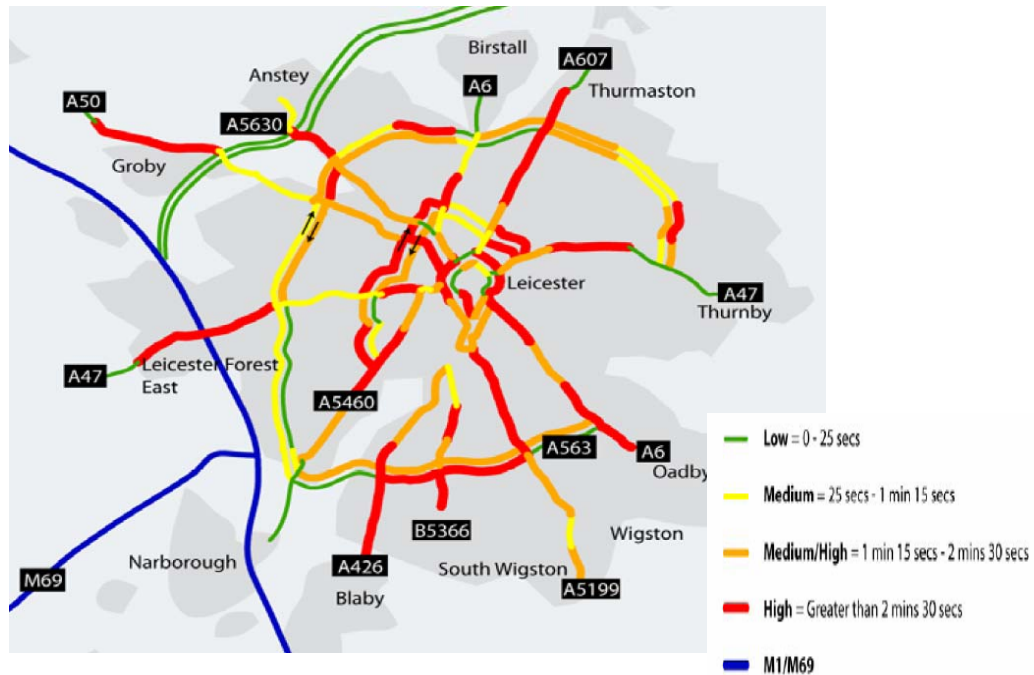 Birstall
A607
Anstey
A6
Thurmaston
A50
A5630
Groby
Leicester
A47
Thurnby
Leicester Forest
East
A47
A5460
A563
A6
Oadby
B5366
Wigston
Narborough
A426
South Wigston
M69
Blaby
A5199
Low = 0 - 25 secs
Medium = 25 secs - 1 min 15 secs
Medium/High = 1 min 15 secs - 2 mins 30 secs
High = Greater than 2 mins 30 secs
M1/M69